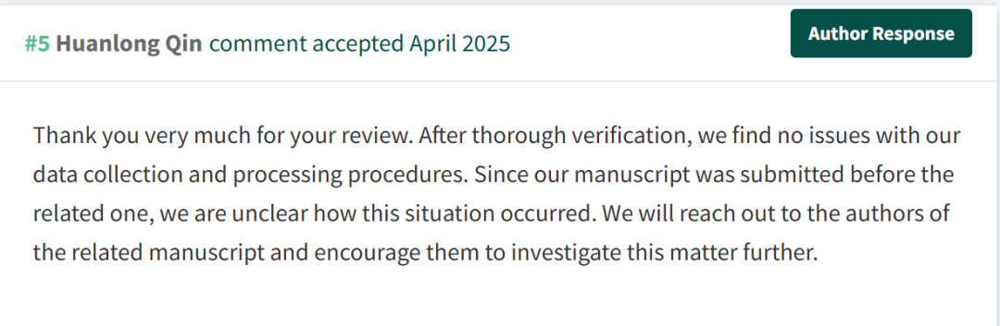 #5 Huanlong Qin comment accepted April 2025
Author Response
Thank you very much for your review. After thorough verification, we find no issues with our
data collection and processing procedures. Since our manuscript was submitted before the
related one, we are unclear how this situation occurred. We will reach out to the authors of
the related manuscript and encourage them to investigate this matter further.